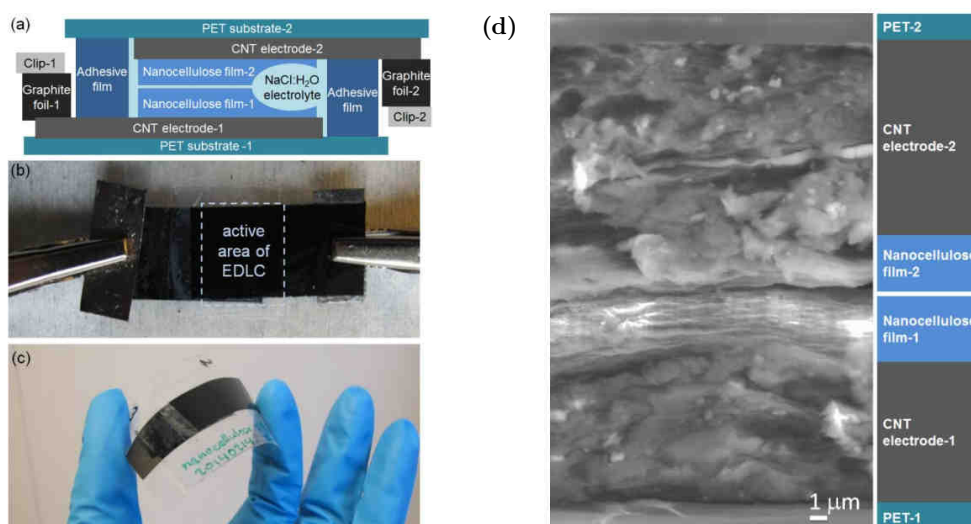 (a)
PET substrate-2
CNT electrode-2
Clip-1
Graphite
foil-1
Adhesive
film
Nanocellulose film-2
Nanocellulose film-1
NaCl:H₂O
electrolyte
Adhesive
film
Graphite
foil-2
Clip-2
CNT electrode-1
PET substrate-1
(b)
active
area of
EDLC
(c)
2
nanocellulose
20140214
(d)
1 μm
PET-2
CNT
electrode-2
Nanocellulose
film-2
Nanocellulose
film-1
CNT
electrode-1
PET-1